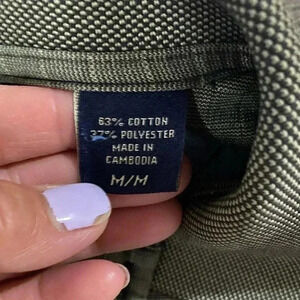 63% COTTON
37% POLYESTER
MADE IN
CAMBODIA
M/M